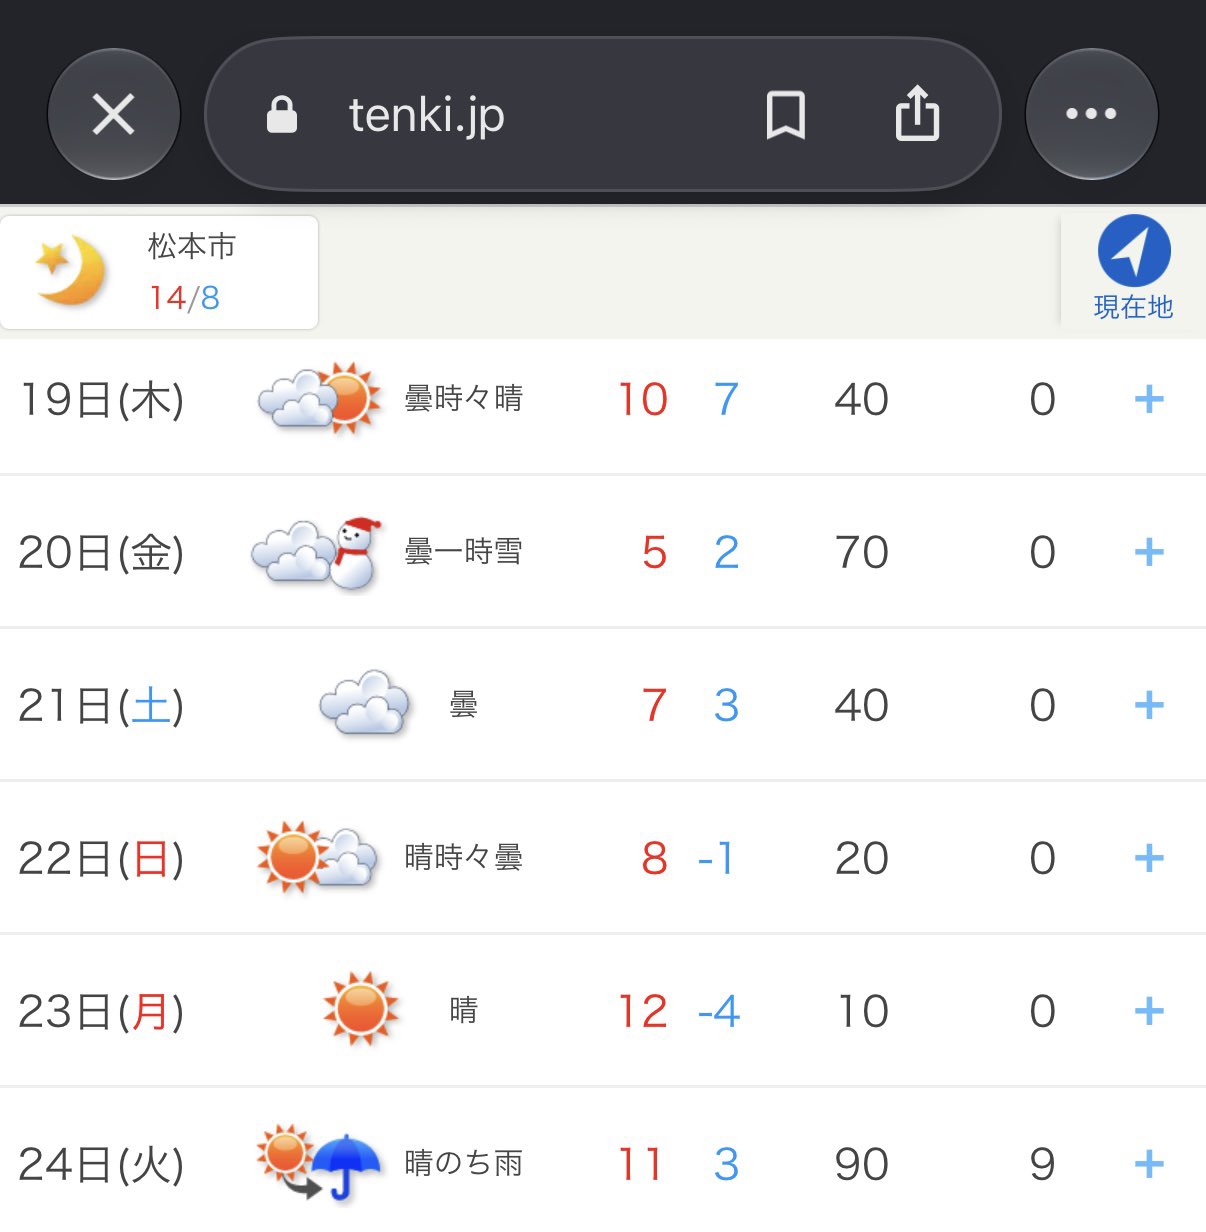 tenki.jp
松本市
14/8
現在地
19日(木) 曇時々晴 10 7 40 0 +
20日(金) 曇一時雪 5 2 70 0 +
21日(土) 曇 7 3 40 0 +
22日(日) 晴時々曇 8 -1 20 0 +
23日(月) 晴 12 -4 10 0 +
24日(火) 晴のち雨 11 3 90 9 +